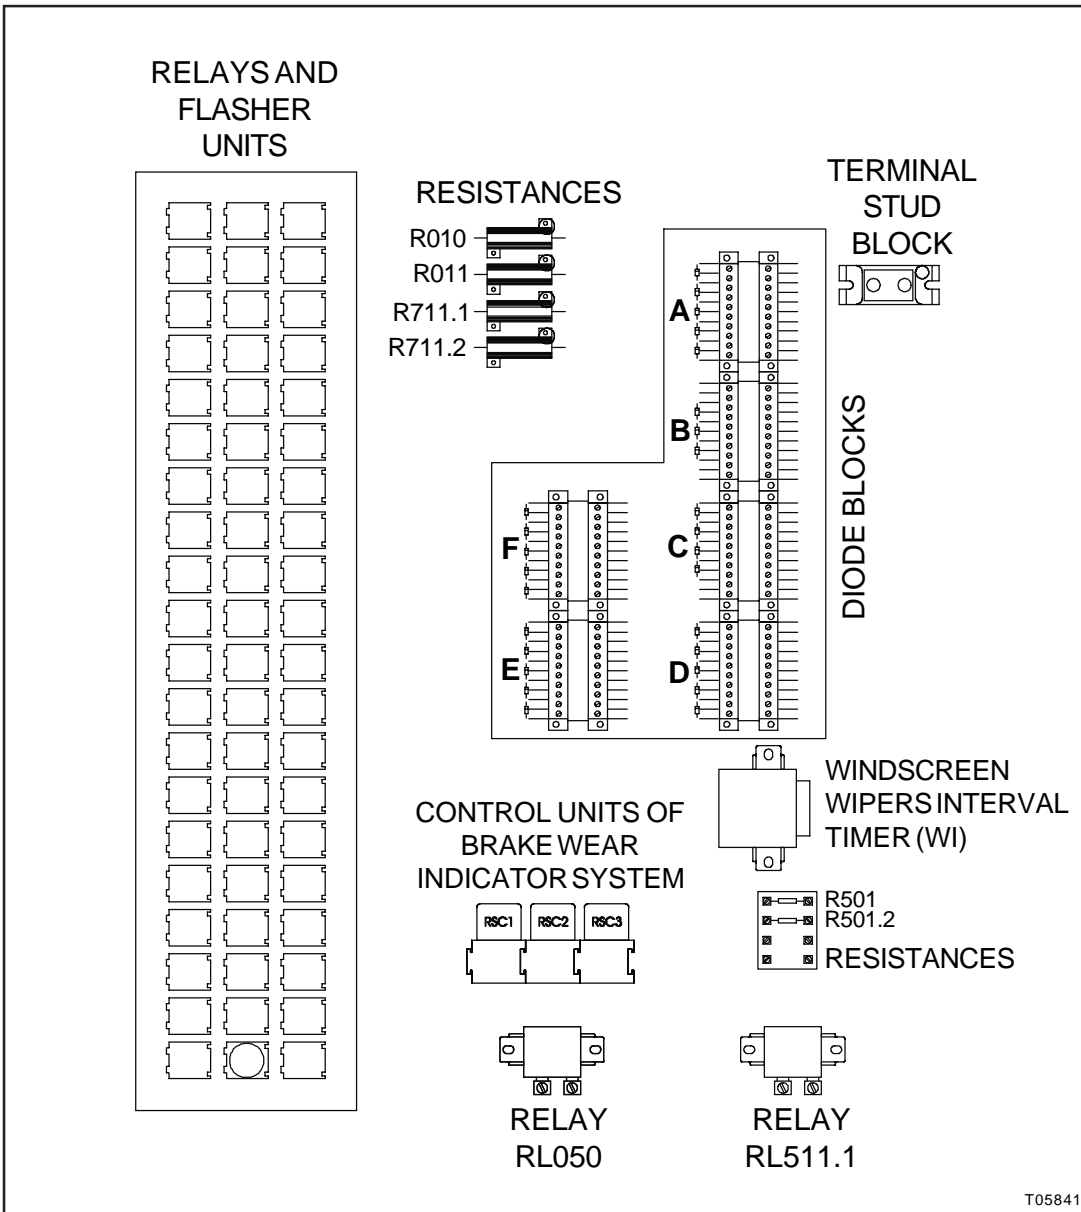 RELAYS AND
FLASHER
UNITS
RESISTANCES
R010
R011
R711.1
R711.2
TERMINAL
STUD
BLOCK
A
B
C
D
F
E
DIODE BLOCKS
WINDSCREEN
WIPERS INTERVAL
TIMER (WI)
CONTROL UNITS OF
BRAKE WEAR
INDICATOR SYSTEM
RSC1 RSC2 RSC3
R501
R501.2
RESISTANCES
RELAY
RL050
RELAY
RL511.1
T05841